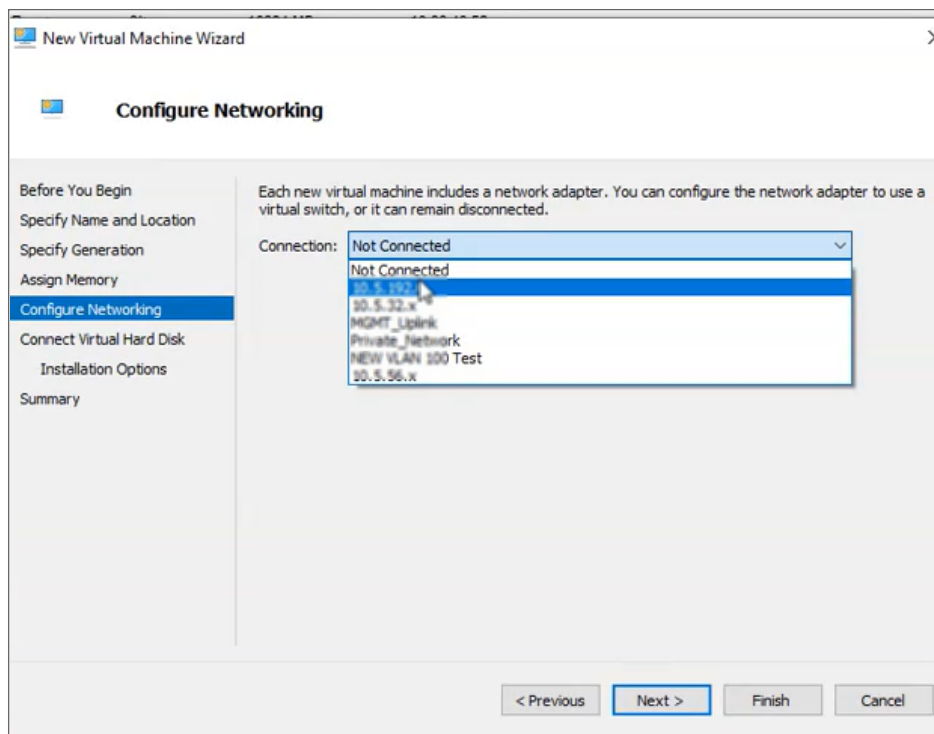 New Virtual Machine Wizard
Configure Networking
Before You Begin
Specify Name and Location
Specify Generation
Assign Memory
Configure Networking
Connect Virtual Hard Disk
Installation Options
Summary
Each new virtual machine includes a network adapter. You can configure the network adapter to use a
virtual switch, or it can remain disconnected.
Connection: Not Connected
Not Connected
10.5.192.
10.5.32.x
MGMT_Uplink
Private_Network
NEW VLAN 100 Test
10.5.56.x
< Previous
Next >
Finish
Cancel